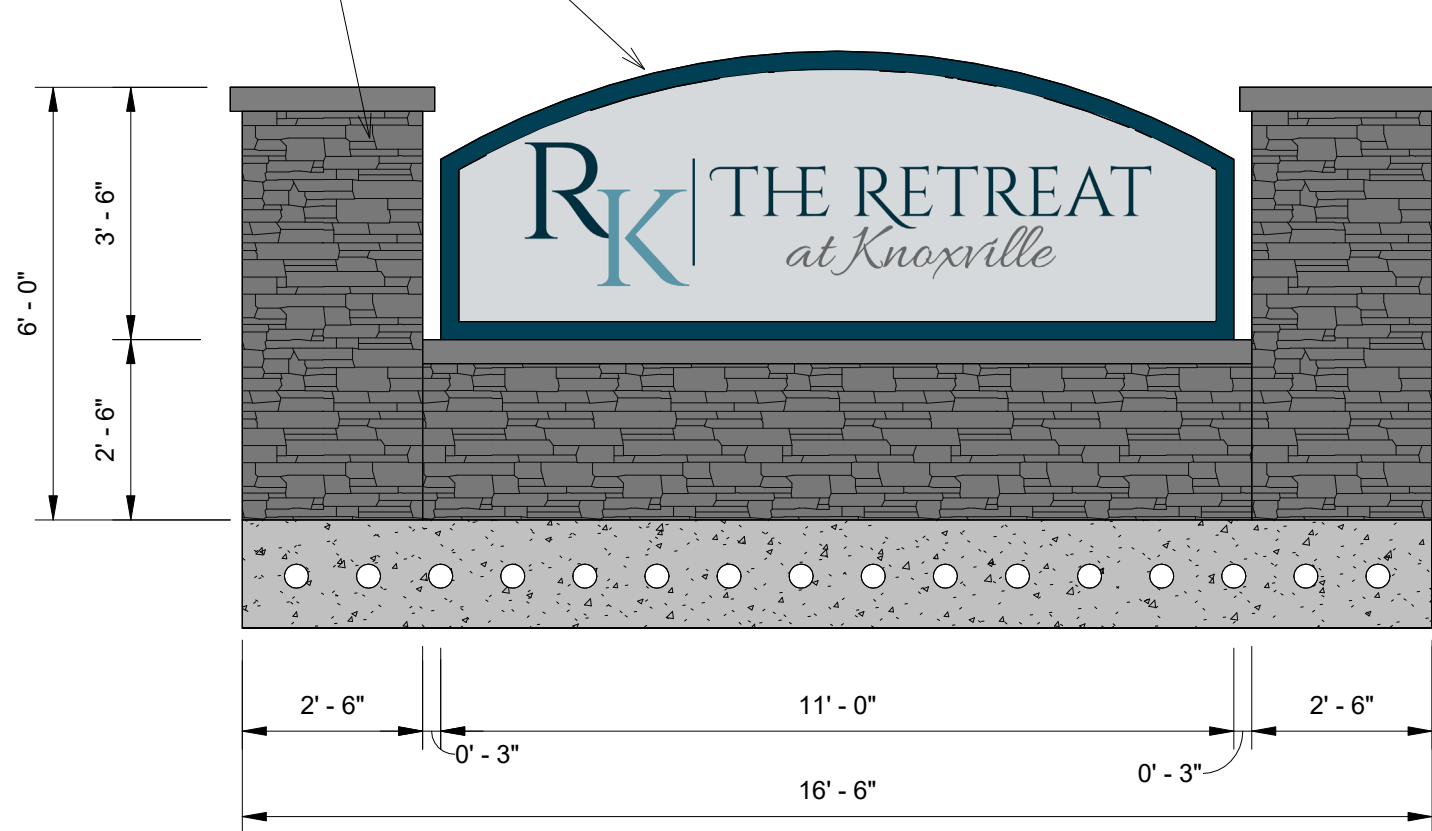 RK
THE RETREAT
at Knoxville
3' - 6"
6' - 0"
2' - 6"
2' - 6"
11' - 0"
2' - 6"
0' - 3"
0' - 3"
16' - 6"